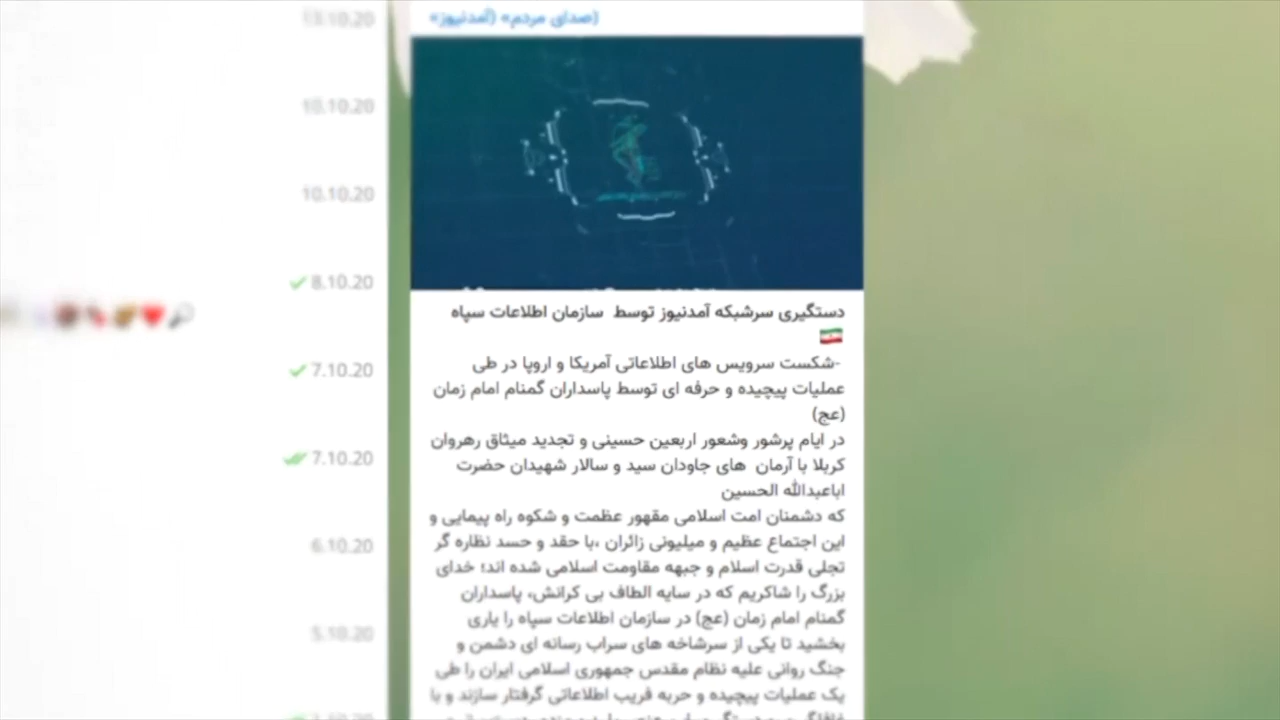 (صدای مردم» (آمدنیوز»
دستگیری سرشبکه آمدنیوز توسط سازمان اطلاعات سپاه
🇮🇷
-شکست سرویس های اطلاعاتی آمریکا و اروپا در طی
عملیات پیچیده و حرفه ای توسط پاسداران گمنام امام زمان
(عج)
در ایام پرشور وشعور اربعین حسینی و تجدید میثاق رهروان
کربلا با آرمان های جاودان سید و سالار شهیدان حضرت
اباعبدالله الحسین
که دشمنان امت اسلامی مقهور عظمت و شکوه راه پیمایی و
این اجتماع عظیم و میلیونی زائران ،با حقد و حسد نظاره گر
تجلی قدرت اسلام و جبهه مقاومت اسلامی شده اند؛ خدای
بزرگ را شاکریم که در سایه الطاف بی کرانش، پاسداران
گمنام امام زمان (عج) در سازمان اطلاعات سپاه را یاری
بخشید تا یکی از سرشاخه های سراب رسانه ای دشمن و
جنگ روانی علیه نظام مقدس جمهوری اسلامی ایران را طی
یک عملیات پیچیده و حربه فریب اطلاعاتی گرفتار سازند و با
10.10.20
10.10.20
8.10.20
7.10.20
7.10.20
6.10.20
5.10.20